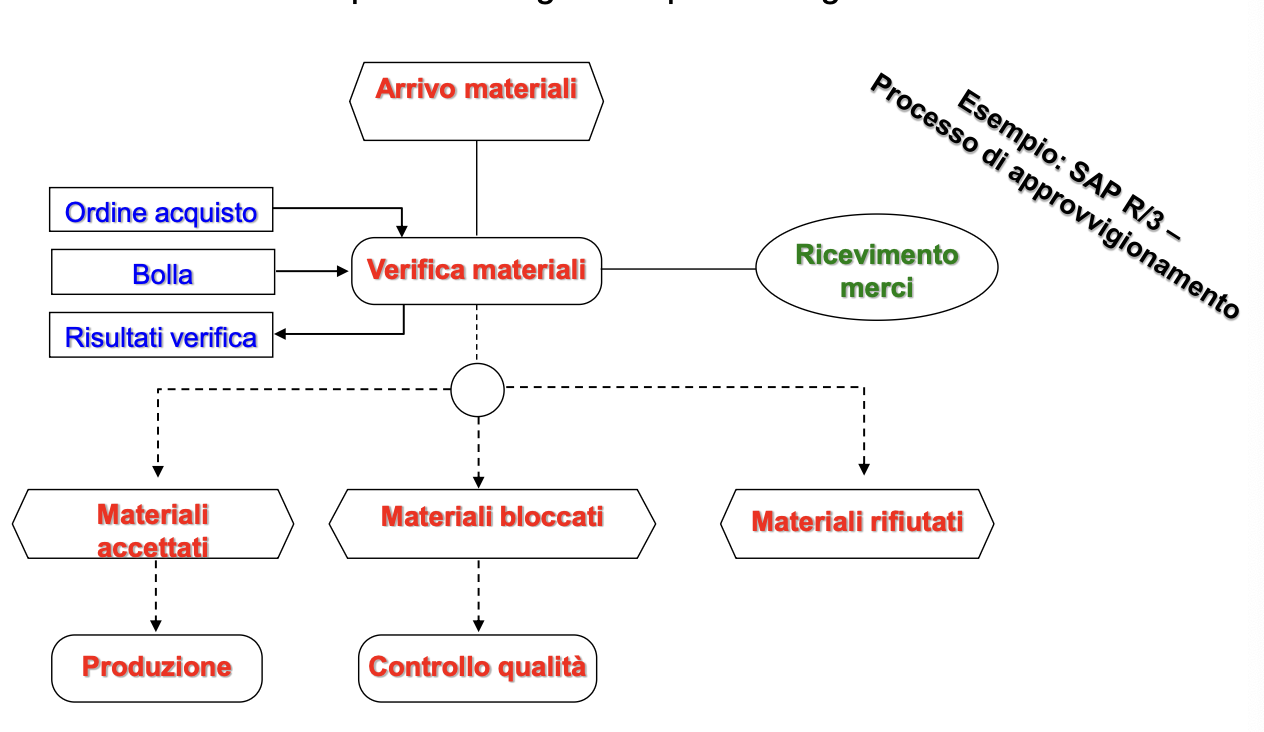 Arrivo materiali
Esempio: SAP R/3 –
Processo di approvvigionamento
Ordine acquisto
Bolla
Risultati verifica
Verifica materiali
Ricevimento
merci
Materiali
accettati
Materiali bloccati
Materiali rifiutati
Produzione
Controllo qualità